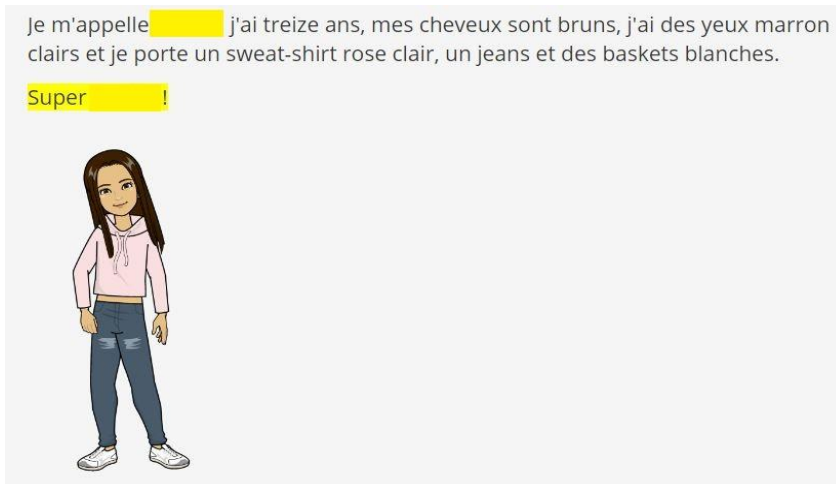 Je m'appelle j'ai treize ans, mes cheveux sont bruns, j'ai des yeux marron
clairs et je porte un sweat-shirt rose clair, un jeans et des baskets blanches.
Super !